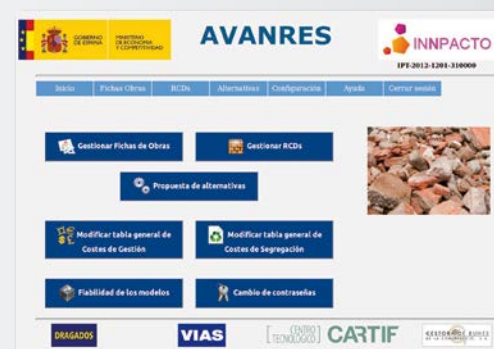 GOBIERNO DE ESPAÑA
MINISTERIO DE ECONOMÍA Y COMPETITIVIDAD
AVANRES
INNPACTO
IPT-2012-1201-310000
Inicio
Fichas Obras
RCDs
Alternativas
Configuración
Ayuda
Cerrar sesión
Gestionar Fichas de Obras
Gestionar RCDs
Propuesta de alternativas
Modificar tabla general de
Costes de Gestión
Modificar tabla general de
Costes de Segregación
Fiabilidad de los modelos
Cambio de contraseñas
DRAGADOS
VIAS
CENTRO
TECNOLÓGICO
CARTIF